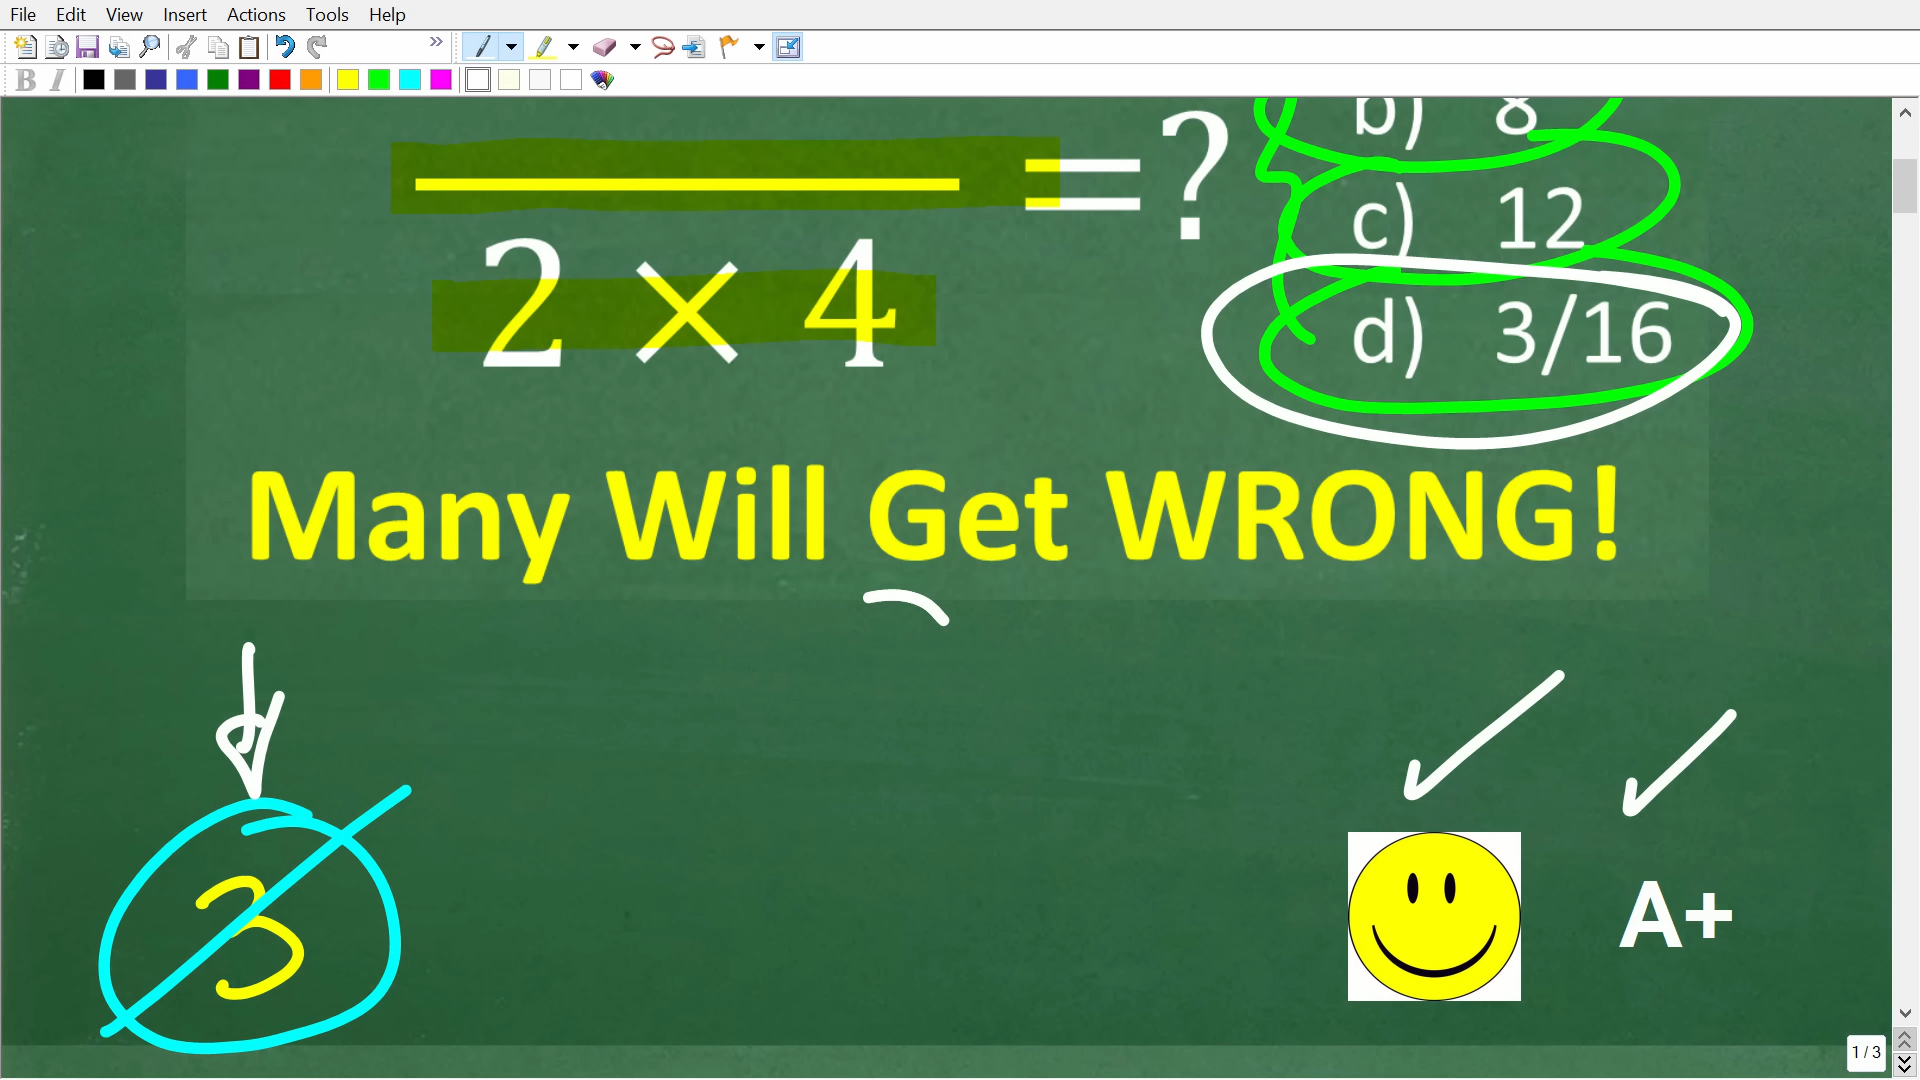 File Edit View Insert Actions Tools Help
B I
b) 8
= ?
c) 12
2 × 4
d) 3/16
Many Will Get WRONG!
3
A+
1 / 3